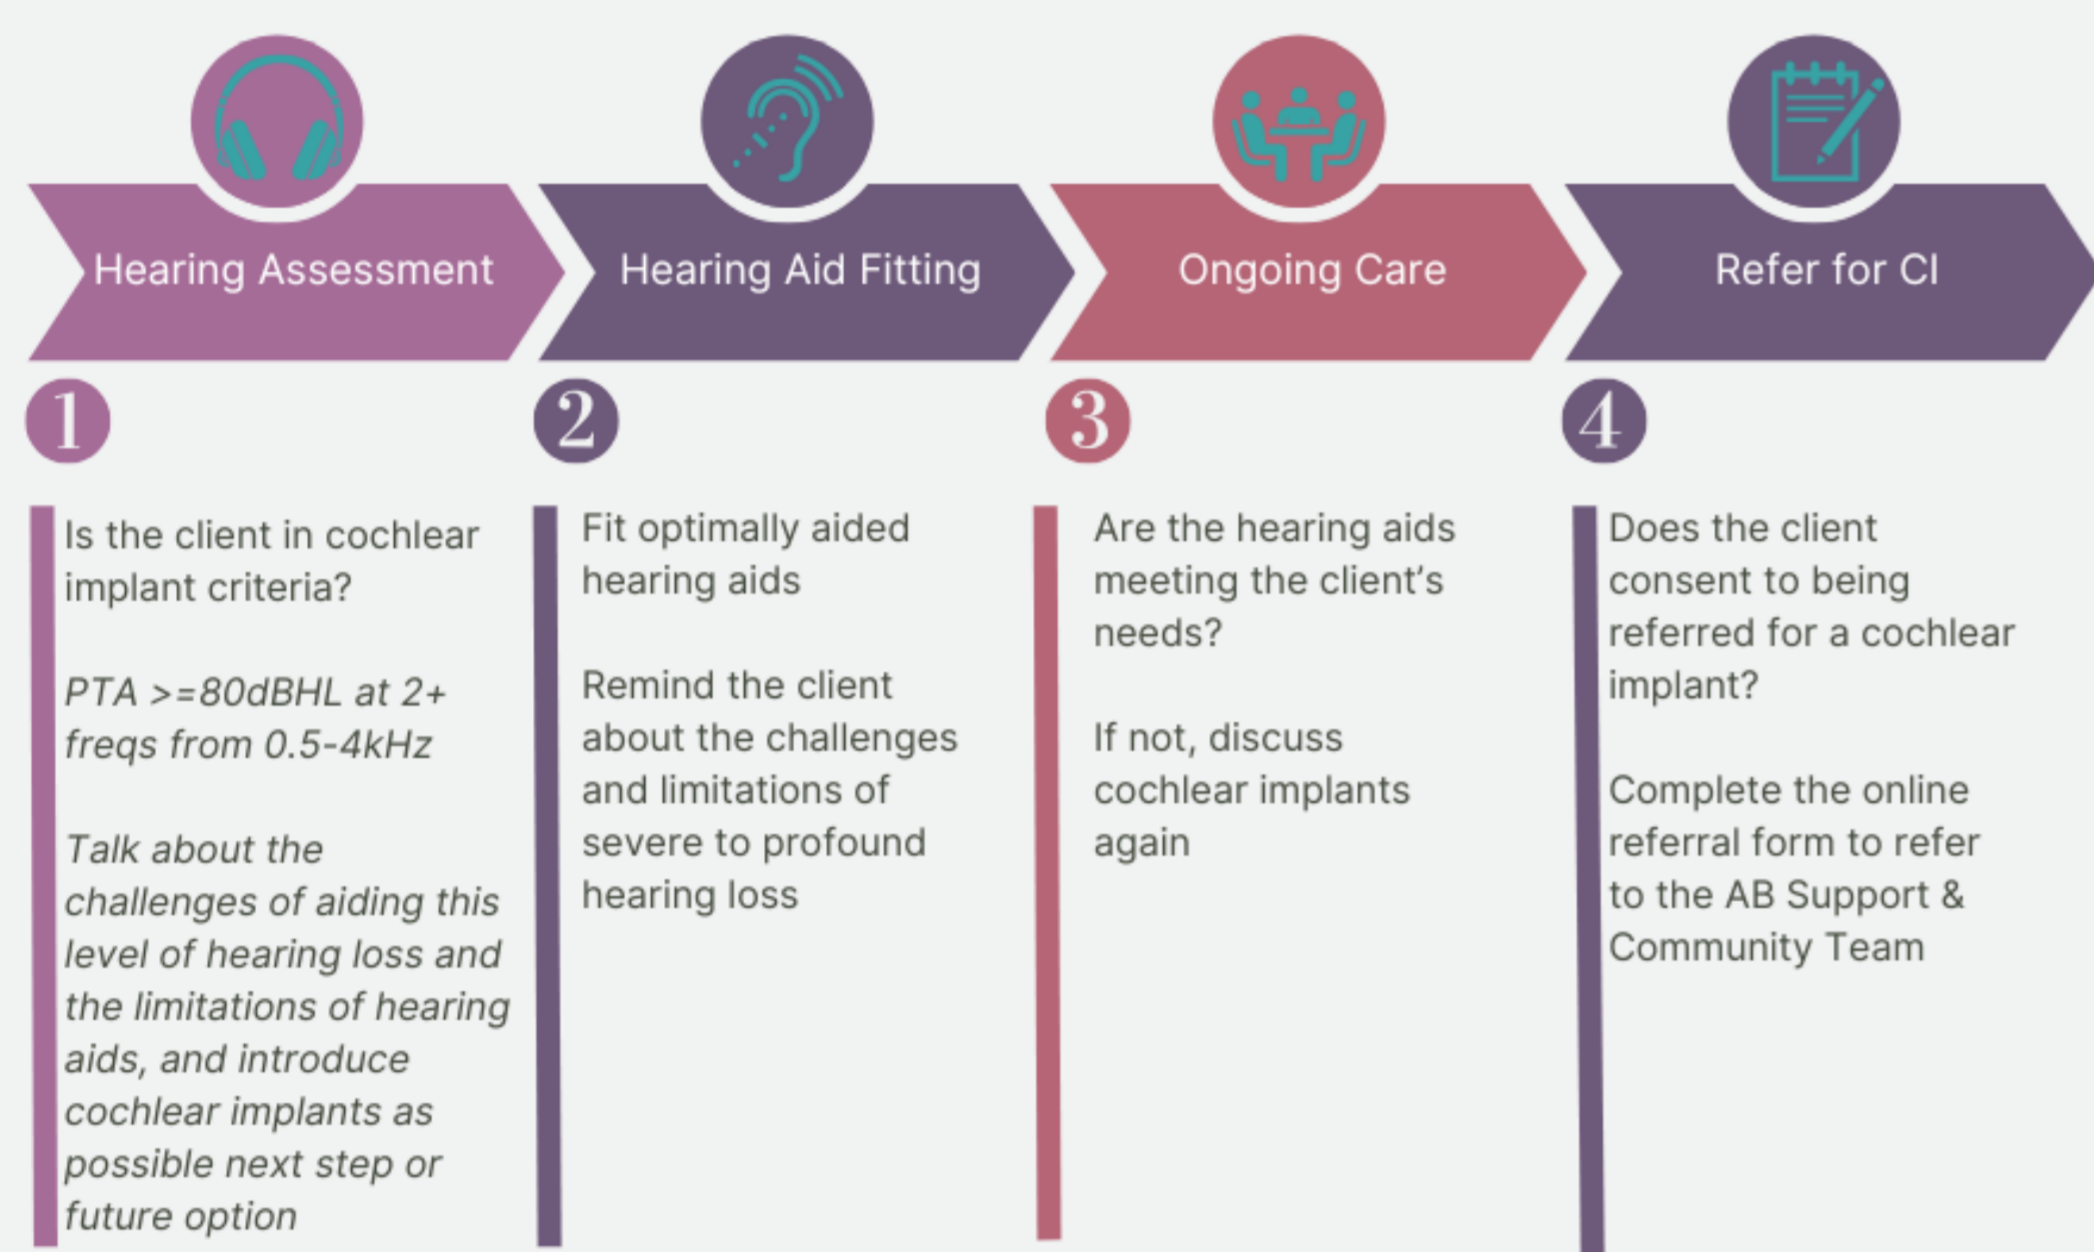 Hearing Assessment
Hearing Aid Fitting
Ongoing Care
Refer for CI
1
Is the client in cochlear
implant criteria?
PTA >=80dBHL at 2+
freqs from 0.5-4kHz
Talk about the
challenges of aiding this
level of hearing loss and
the limitations of hearing
aids, and introduce
cochlear implants as
possible next step or
future option
2
Fit optimally aided
hearing aids
Remind the client
about the challenges
and limitations of
severe to profound
hearing loss
3
Are the hearing aids
meeting the client’s
needs?
If not, discuss
cochlear implants
again
4
Does the client
consent to being
referred for a cochlear
implant?
Complete the online
referral form to refer
to the AB Support &
Community Team